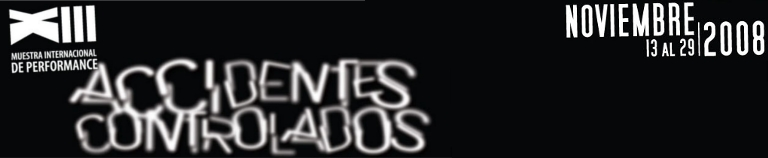 XIII
MUESTRA INTERNACIONAL
DE PERFORMANCE
ACCIDENTES
CONTROLADOS
NOVIEMBRE
13 AL 29
2008